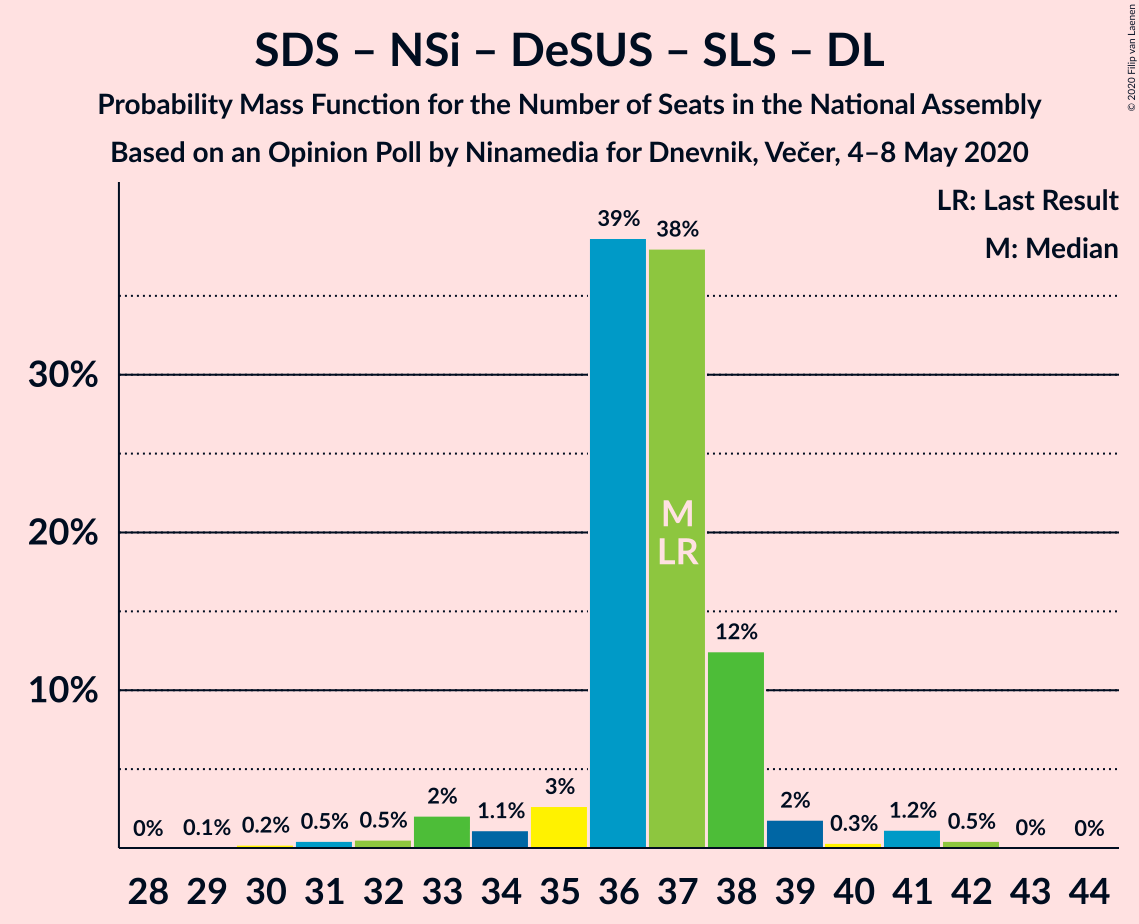 SDS – NSi – DeSUS – SLS – DL
Probability Mass Function for the Number of Seats in the National Assembly
Based on an Opinion Poll by Ninamedia for Dnevnik, Večer, 4–8 May 2020
© 2020 Filip van Laenen
LR: Last Result
M: Median
30%
20%
10%
0% 0.1% 0.2% 0.5% 0.5% 2% 1.1% 3% 39% 38% 12% 2% 0.3% 1.2% 0.5% 0% 0%
M
LR
28 29 30 31 32 33 34 35 36 37 38 39 40 41 42 43 44